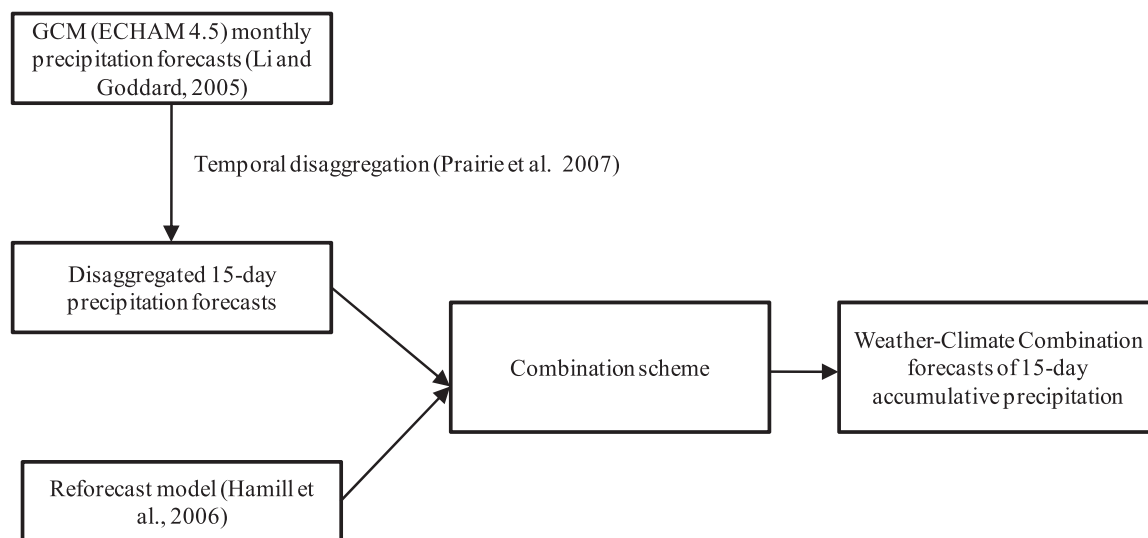 GCM (ECHAM 4.5) monthly
precipitation forecasts (Li and
Goddard, 2005)
Temporal disaggregation (Prairie et al. 2007)
Disaggregated 15-day
precipitation forecasts
Combination scheme
Weather-Climate Combination
forecasts of 15-day
accumulative precipitation
Reforecast model (Hamill et
al., 2006)